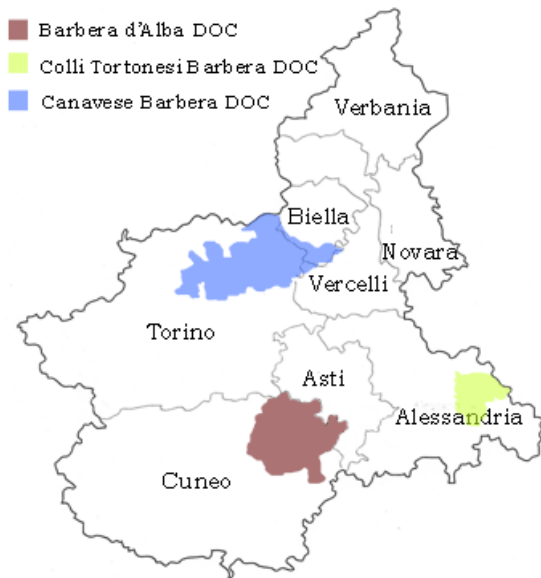 Barbera d'Alba DOC
Colli Tortonesi Barbera DOC
Canavese Barbera DOC
Verbania
Biella
Novara
Vercelli
Torino
Asti
Alessandria
Cuneo